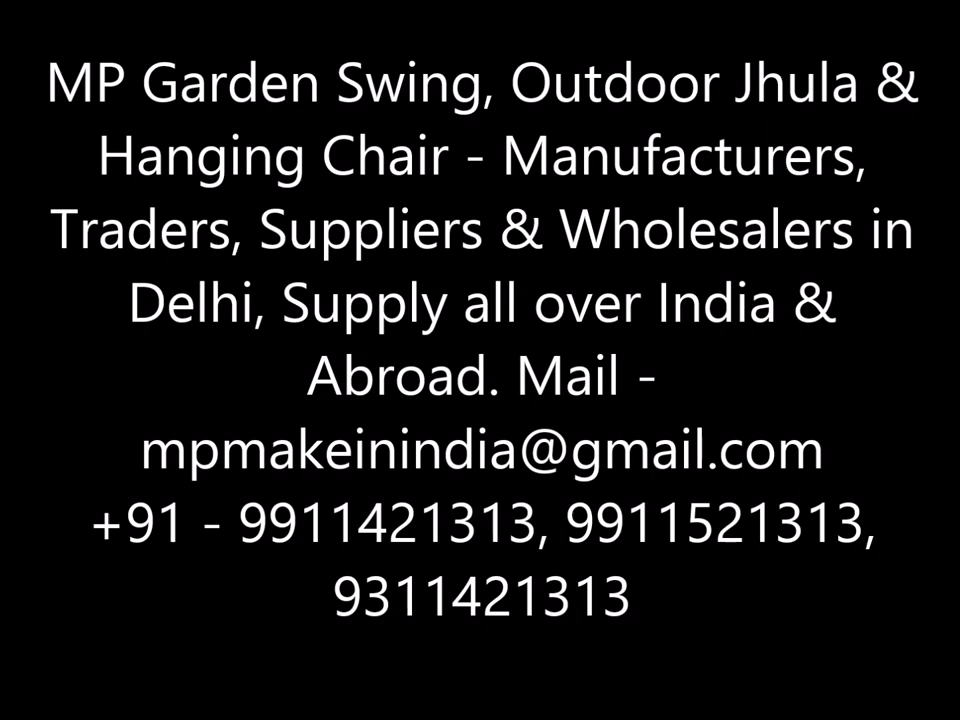 MP Garden Swing, Outdoor Jhula &
Hanging Chair - Manufacturers,
Traders, Suppliers & Wholesalers in
Delhi, Supply all over India &
Abroad. Mail -
mpmakeinindia@gmail.com
+91 - 9911421313, 9911521313,
9311421313